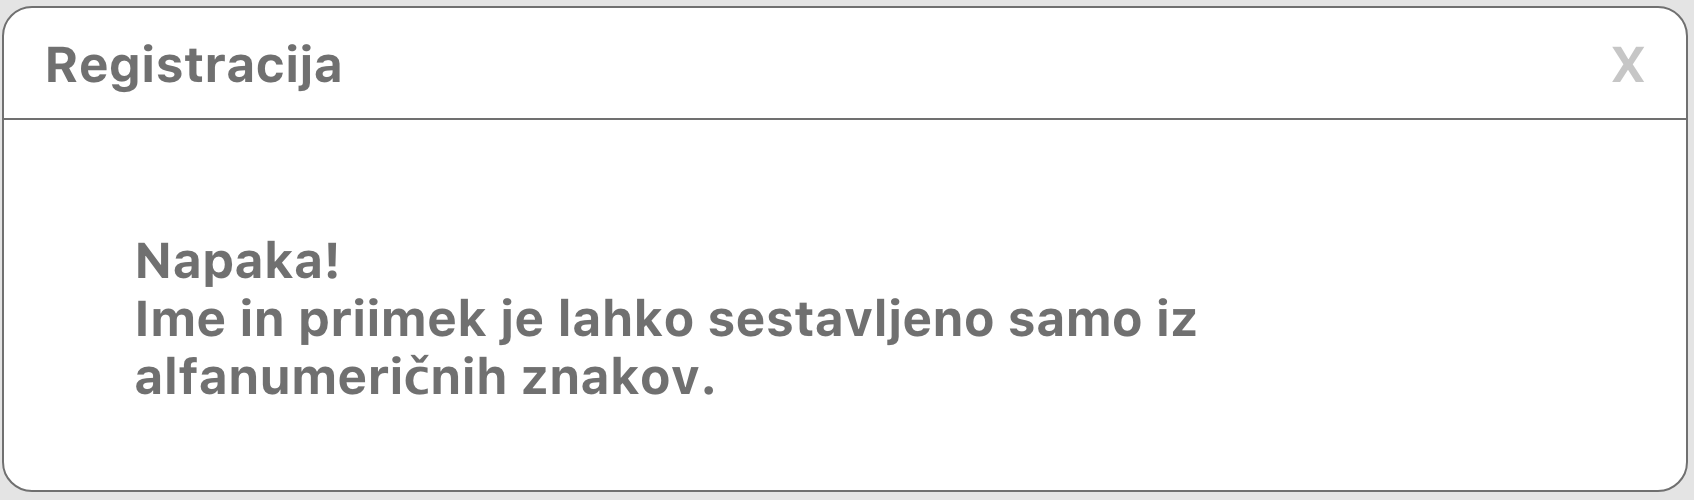 Registracija X
Napaka!
Ime in priimek je lahko sestavljeno samo iz
alfanumeričnih znakov.